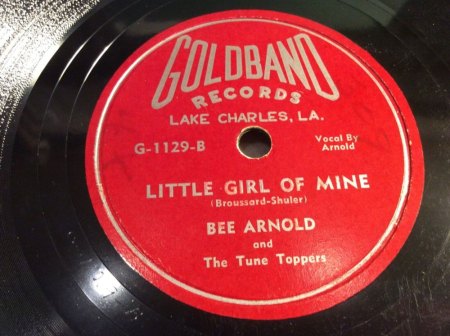 GOLDBAND
RECORDS
LAKE CHARLES, LA.
G-1129-B
Vocal By
Arnold
LITTLE GIRL OF MINE
(Broussard-Shuler)
BEE ARNOLD
and
The Tune Toppers